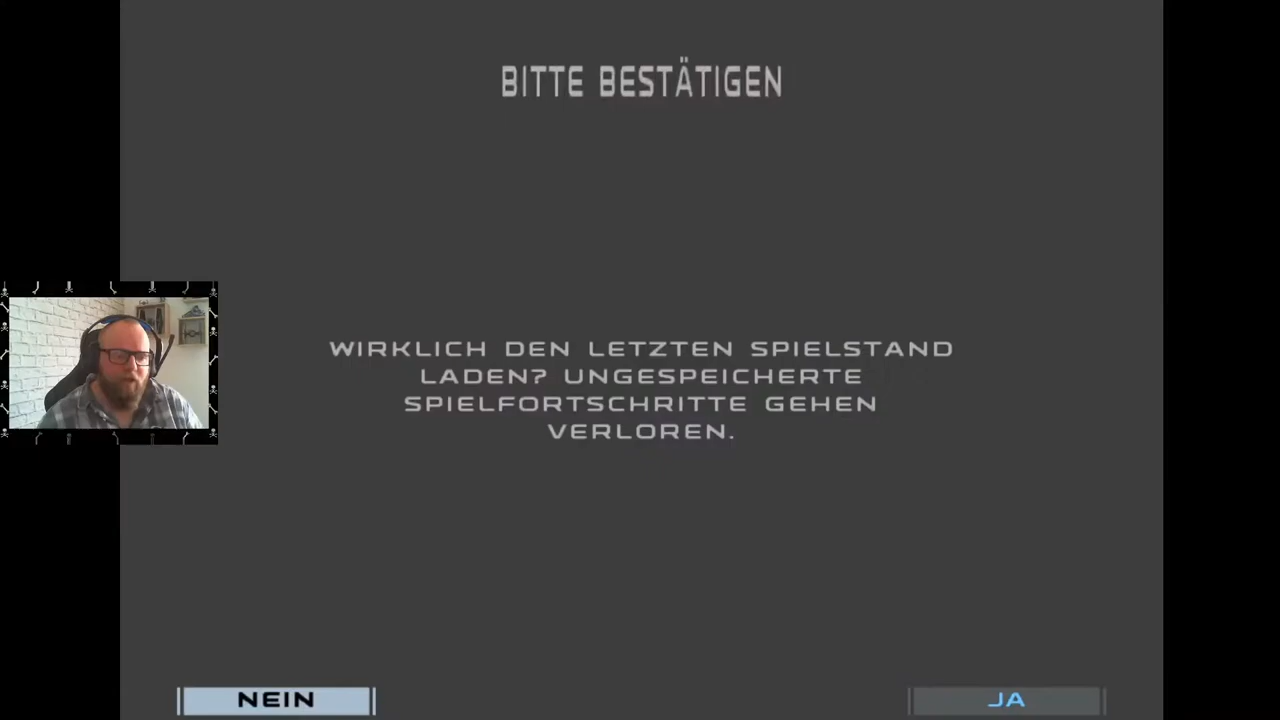 BITTE BESTÄTIGEN
WIRKLICH DEN LETZTEN SPIELSTAND
LADEN? UNGESPEICHERTE
SPIELFORTSCHRITTE GEHEN
VERLOREN.
NEIN
JA